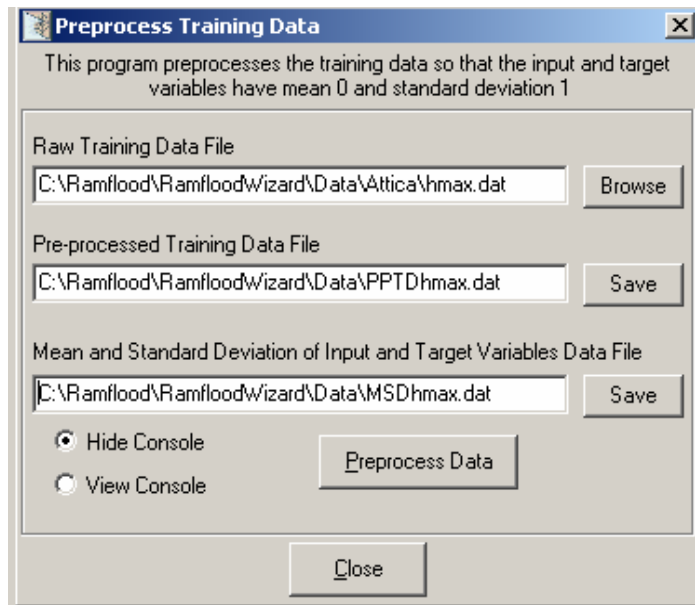 Preprocess Training Data
This program preprocesses the training data so that the input and target
variables have mean 0 and standard deviation 1
Raw Training Data File
C:\Ramflood\RamfloodWizard\Data\Attica\hmax.dat
Browse
Pre-processed Training Data File
C:\Ramflood\RamfloodWizard\Data\PPTDhmax.dat
Save
Mean and Standard Deviation of Input and Target Variables Data File
C:\Ramflood\RamfloodWizard\Data\MSDhmax.dat
Save
Hide Console
Preprocess Data
View Console
Close